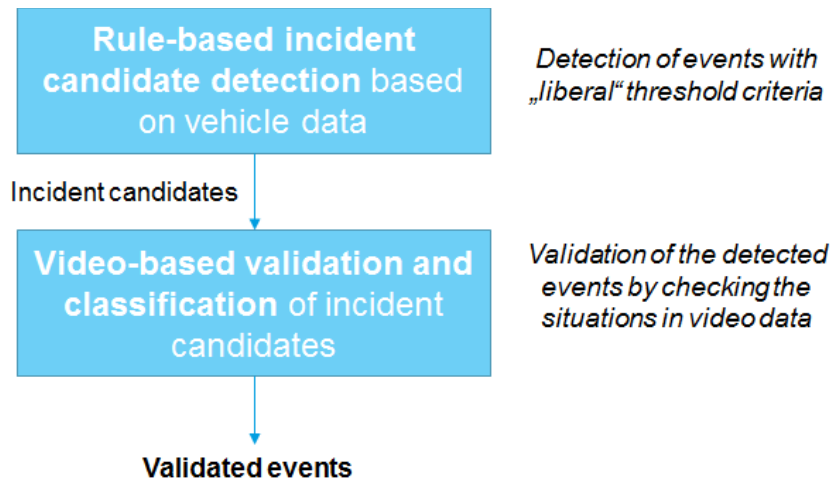 Rule-based incident
candidate detection based
on vehicle data
Detection of events with
„liberal“ threshold criteria
Incident candidates
Video-based validation and
classification of incident
candidates
Validation of the detected
events by checking the
situations in video data
Validated events